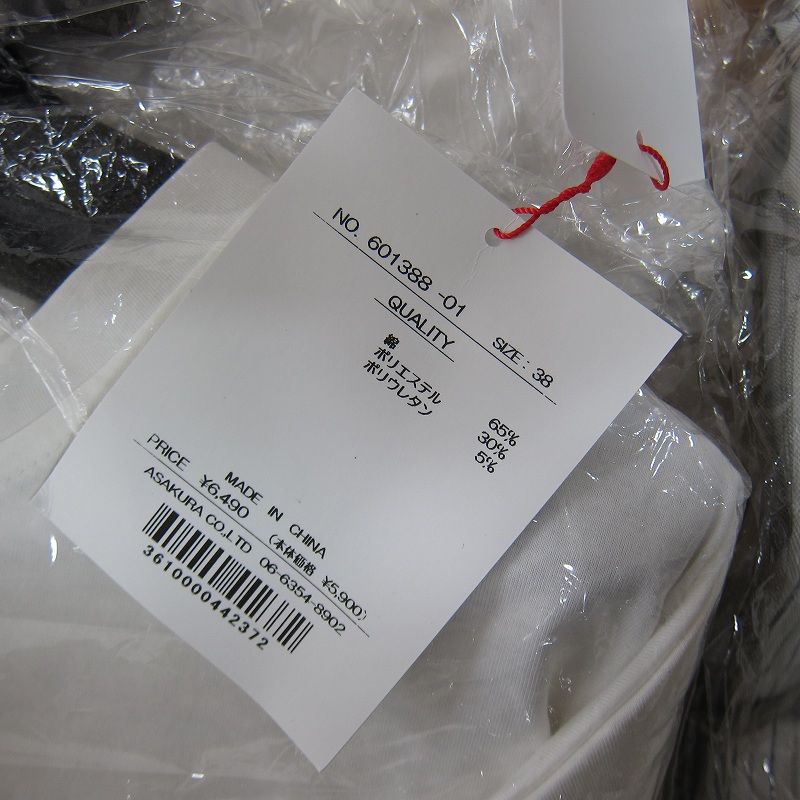 NO. 601388 -01 SIZE: 38
QUALITY
綿 65%
ポリエステル 30%
ポリウレタン 5%
MADE IN CHINA
PRICE ¥6,490 (本体価格 ¥5,900)
ASAKURA CO.,LTD 06-6354-8902
3610000442372